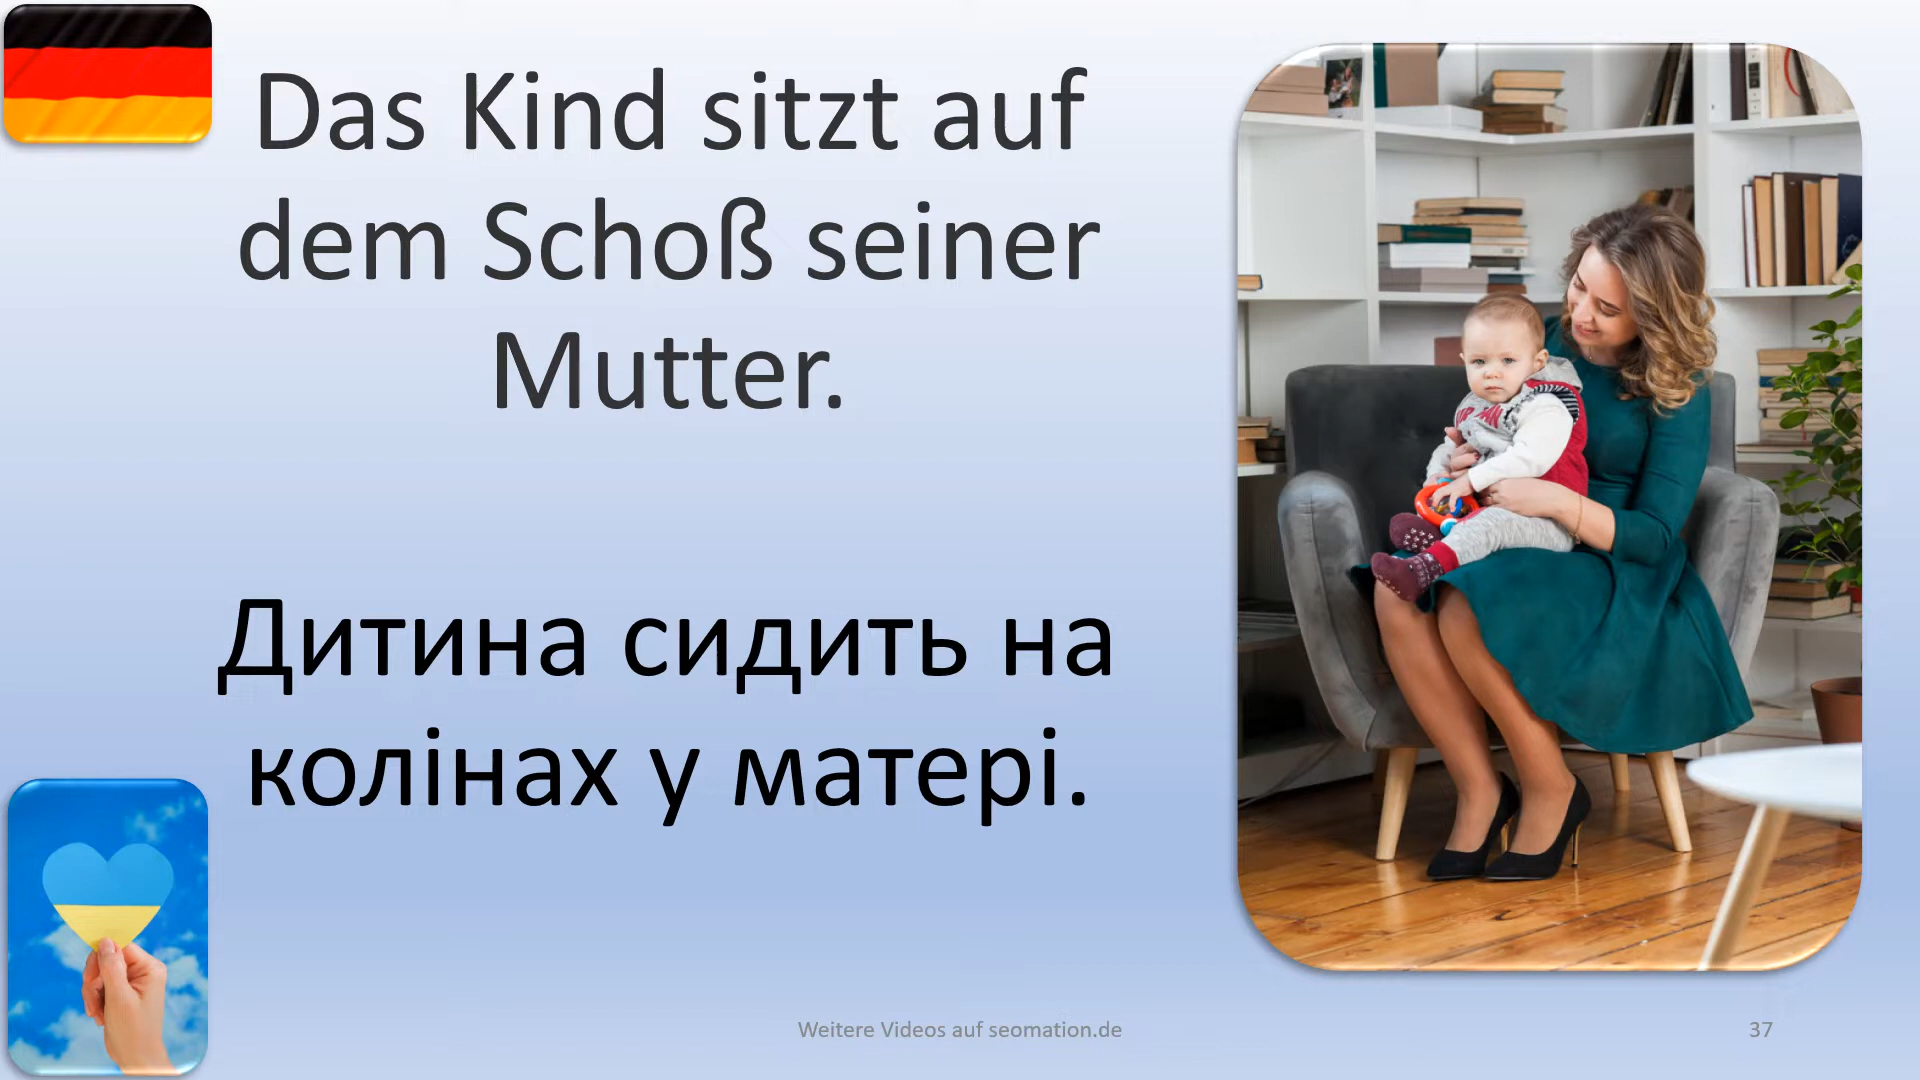 Das Kind sitzt auf
dem Schoß seiner
Mutter.
Дитина сидить на
колінах у матері.
Weitere Videos auf seomation.de
37